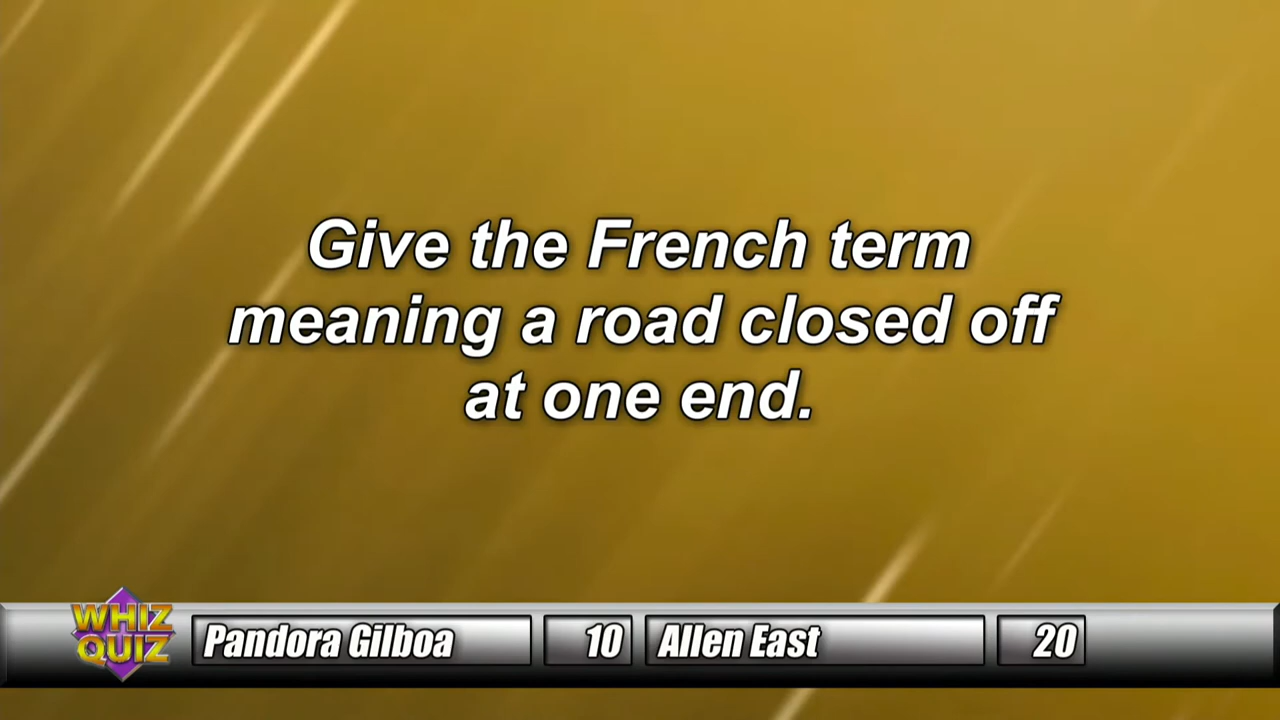 Give the French term
meaning a road closed off
at one end.
WHIZ
QUIZ
Pandora Gilboa 10 Allen East 20